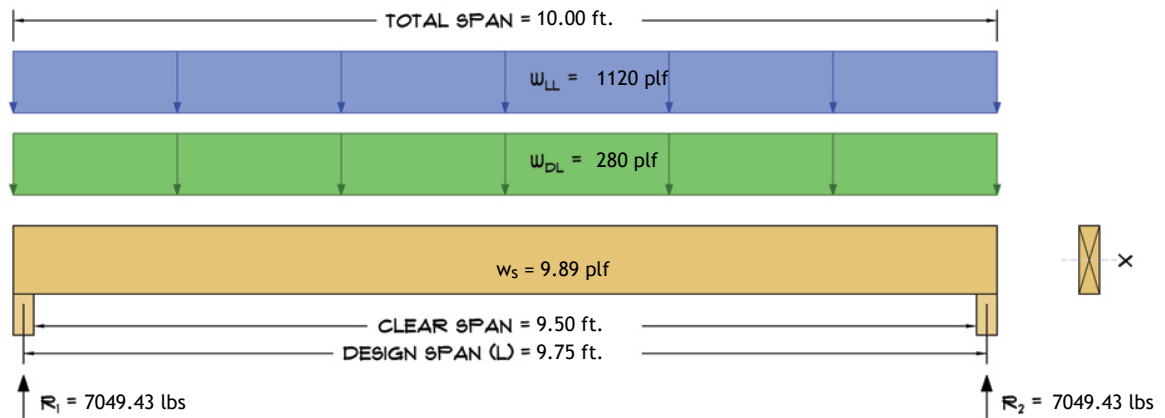 TOTAL SPAN = 10.00 ft.
wLL = 1120 plf
wDL = 280 plf
ws = 9.89 plf
X
CLEAR SPAN = 9.50 ft.
DESIGN SPAN (L) = 9.75 ft.
R1 = 7049.43 lbs
R2 = 7049.43 lbs